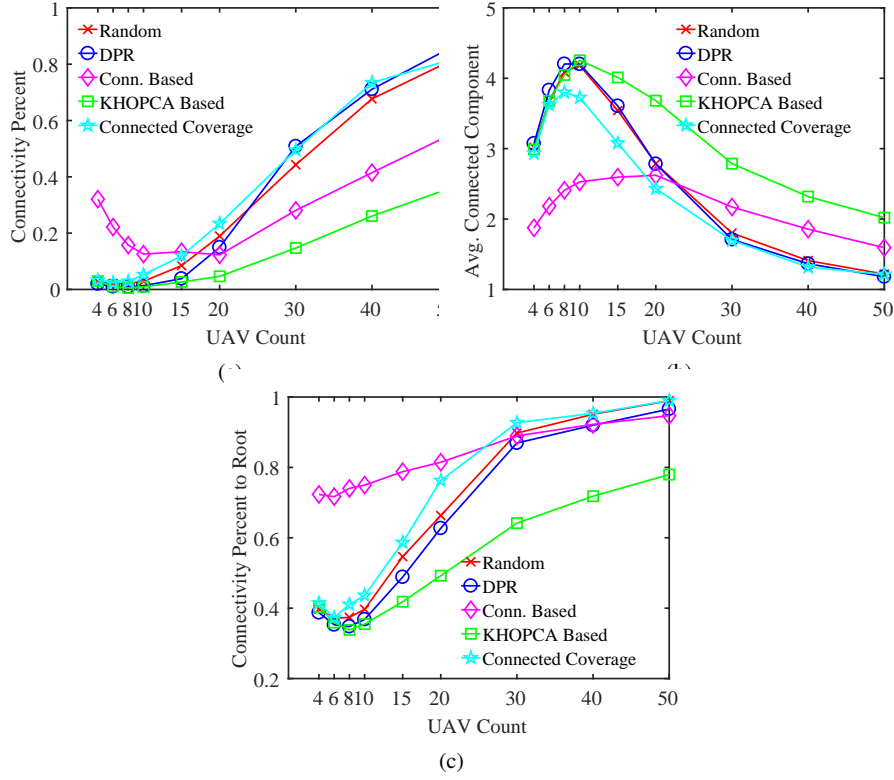 1
0.8
0.6
0.4
0.2
0
Connectivity Percent
Random
DPR
Conn. Based
KHOPCA Based
Connected Coverage
4 6 8 10 15 20 30 40
UAV Count
5
4
3
2
1
Avg. Connected Component
Random
DPR
Conn. Based
KHOPCA Based
Connected Coverage
4 6 8 10 15 20 30 40 50
UAV Count
1
0.8
0.6
0.4
0.2
Connectivity Percent to Root
Random
DPR
Conn. Based
KHOPCA Based
Connected Coverage
4 6 8 10 15 20 30 40 50
UAV Count
(c)